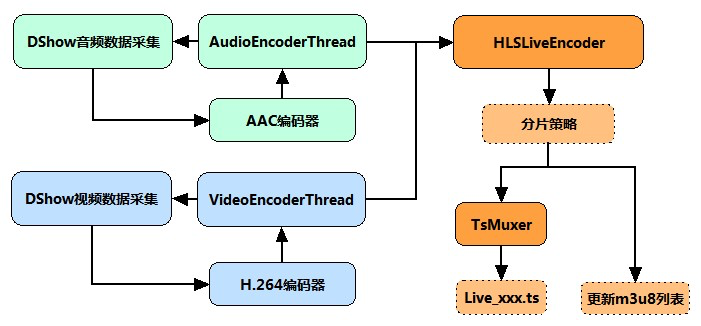 DShow音频数据采集
AudioEncoderThread
HLSLiveEncoder
AAC编码器
分片策略
DShow视频数据采集
VideoEncoderThread
TsMuxer
H.264编码器
Live_xxx.ts
更新m3u8列表